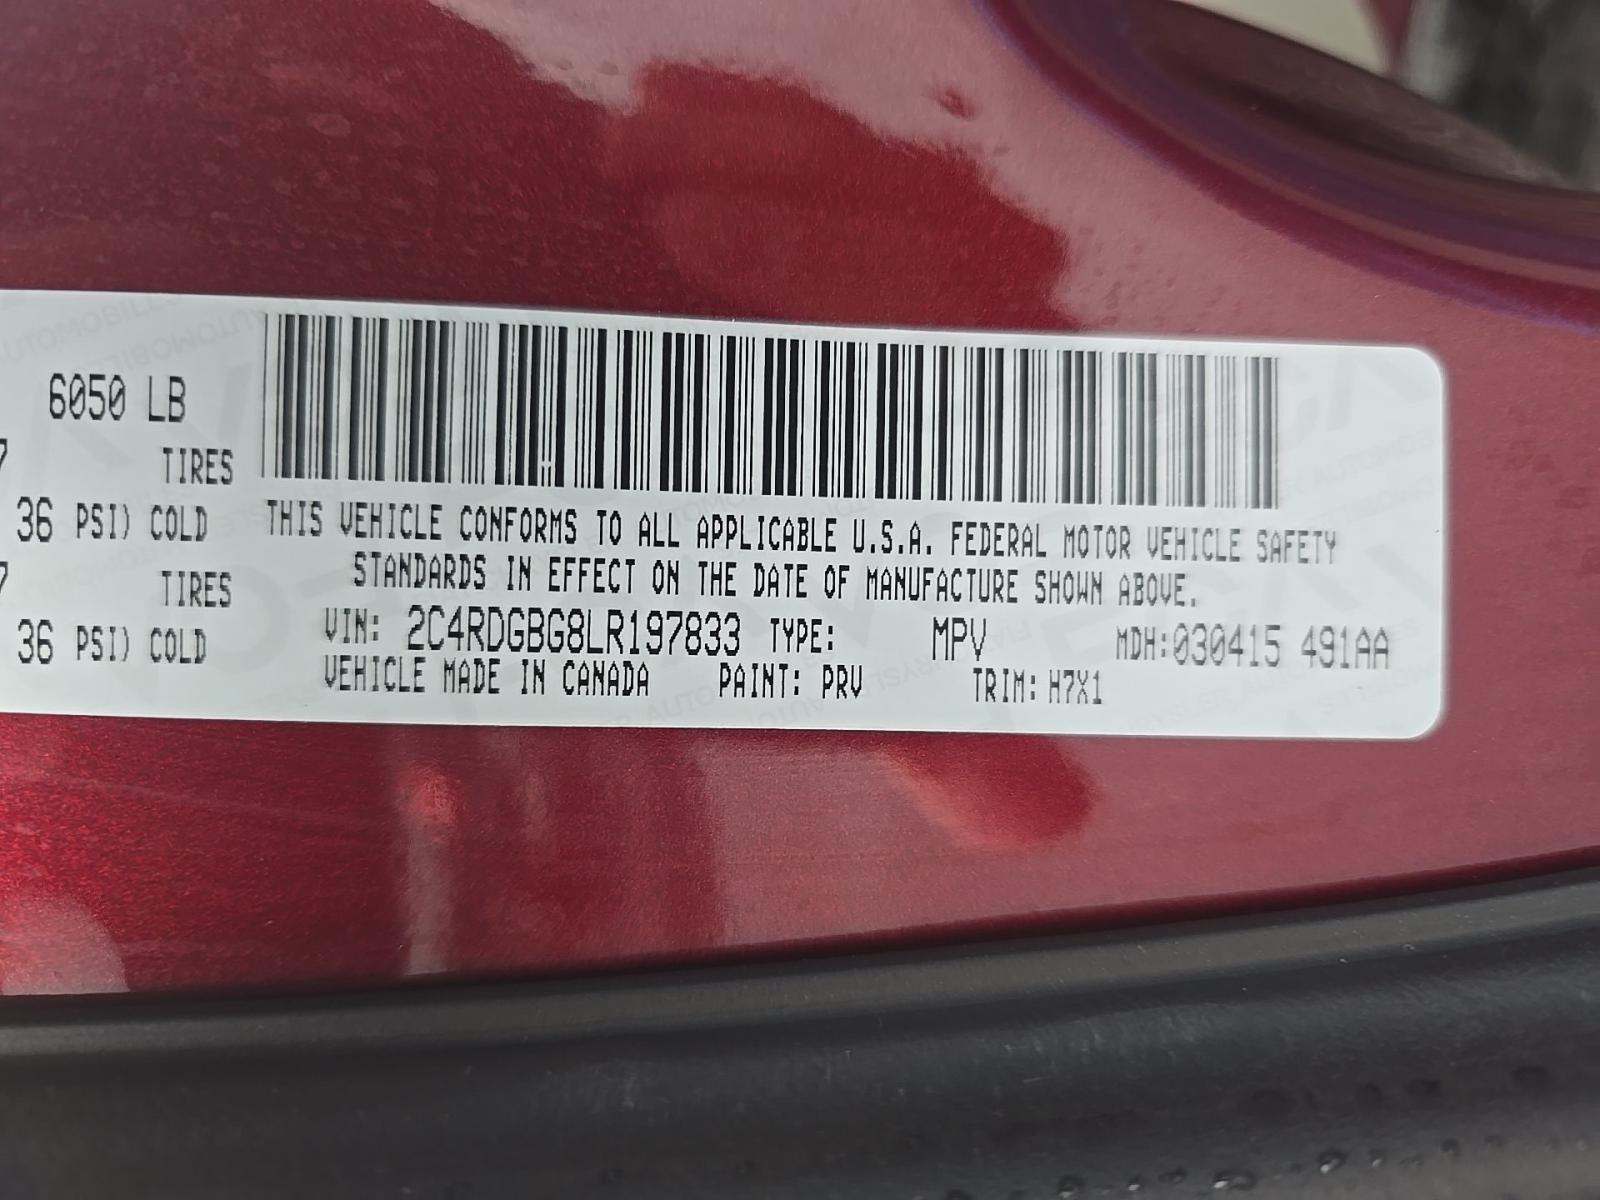 6050 LB
TIRES
36 PSI) COLD
TIRES
36 PSI) COLD
THIS VEHICLE CONFORMS TO ALL APPLICABLE U.S.A. FEDERAL MOTOR VEHICLE SAFETY
STANDARDS IN EFFECT ON THE DATE OF MANUFACTURE SHOWN ABOVE.
VIN: 2C4RDGBG8LR197833 TYPE: MPV MDH:030415 491AA
VEHICLE MADE IN CANADA PAINT: PRV TRIM: H7X1